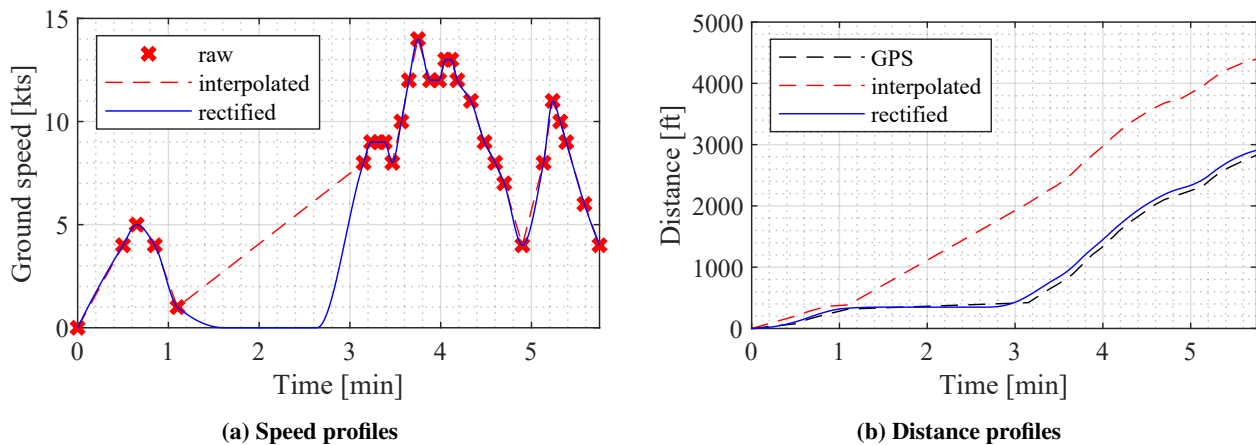 15
10
5
0
Ground speed [kts]
raw
interpolated
rectified
0 1 2 3 4 5
Time [min]
(a) Speed profiles
5000
4000
3000
2000
1000
0
Distance [ft]
GPS
interpolated
rectified
0 1 2 3 4 5
Time [min]
(b) Distance profiles